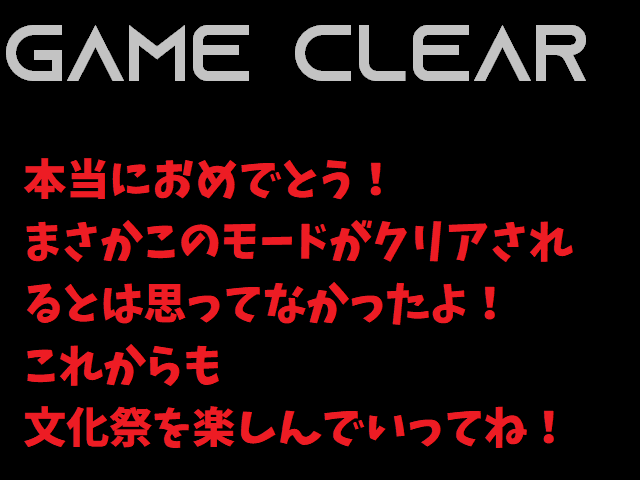 GAME CLEAR
本当におめでとう！
まさかこのモードがクリアされ
るとは思ってなかったよ！
これからも
文化祭を楽しんでいってね！